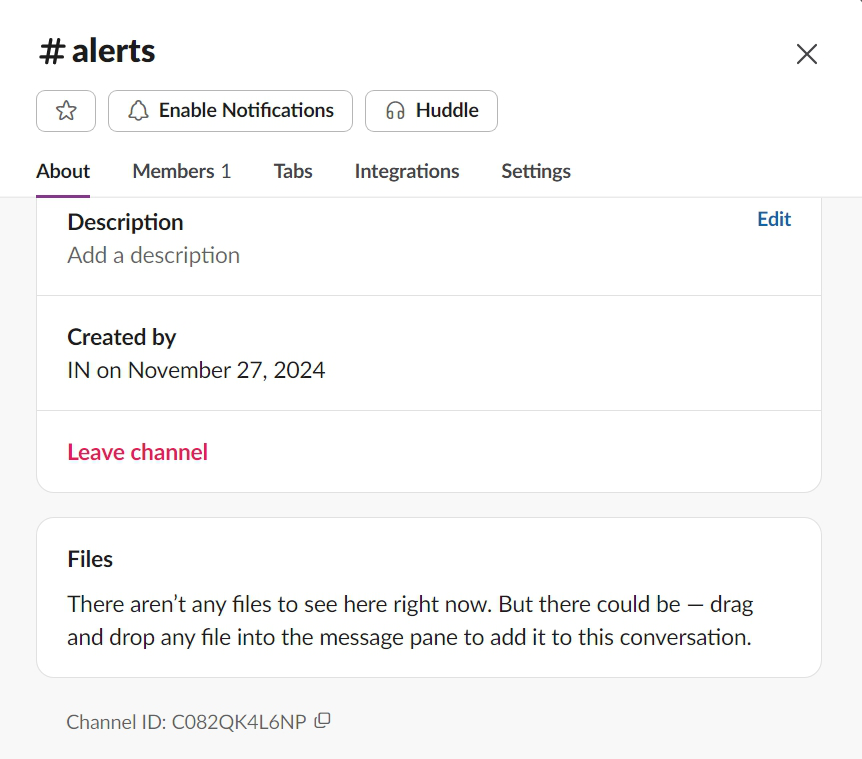 # alerts
Enable Notifications
Huddle
About
Members 1
Tabs
Integrations
Settings
Description
Edit
Add a description
Created by
IN on November 27, 2024
Leave channel
Files
There aren’t any files to see here right now. But there could be — drag
and drop any file into the message pane to add it to this conversation.
Channel ID: C082QK4L6NP